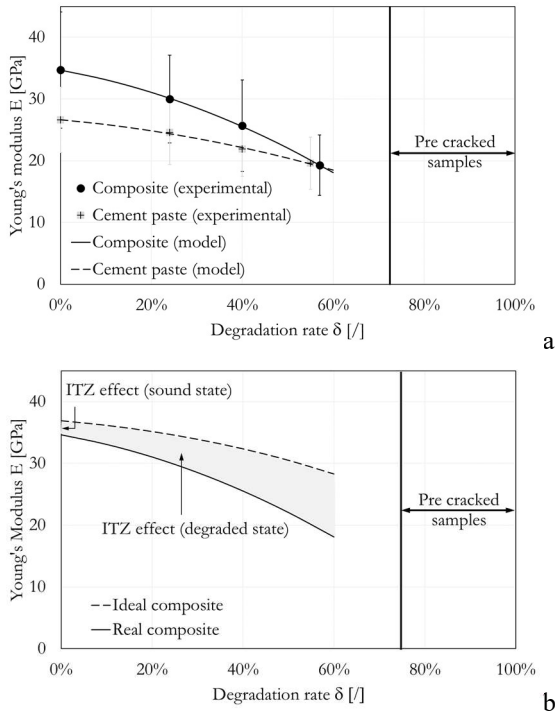 40
30
20
10
0
Young's modulus E [GPa]
Pre cracked
samples
Composite (experimental)
Cement paste (experimental)
Composite (model)
Cement paste (model)
0%
20%
40%
60%
80%
100%
Degradation rate δ [/]
a
40
30
20
10
0
Young's Modulus E [GPa]
ITZ effect (sound state)
Pre cracked
samples
ITZ effect (degraded state)
Ideal composite
Real composite
0%
20%
40%
60%
80%
100%
Degradation rate δ [/]
b